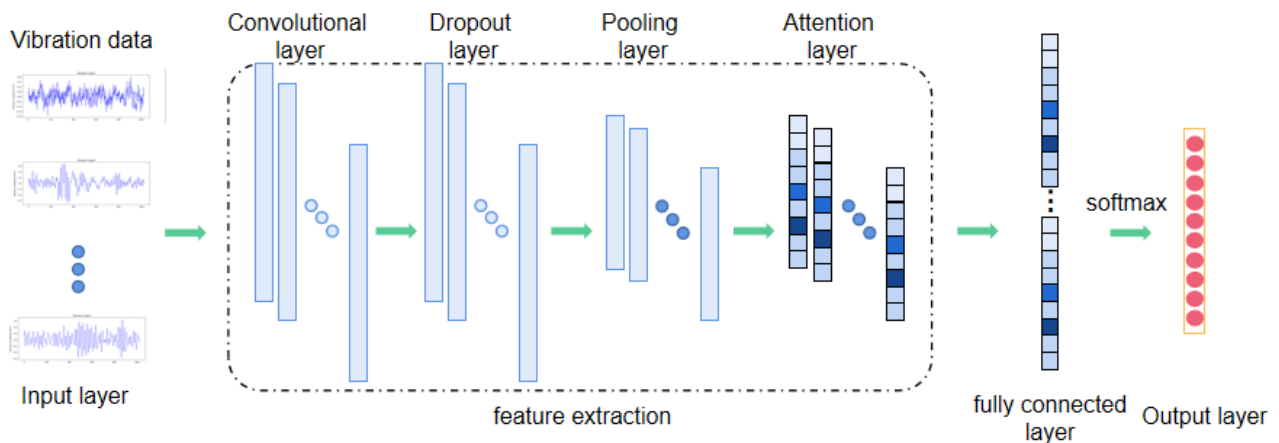 Vibration data
Convolutional
layer
Dropout
layer
Pooling
layer
Attention
layer
softmax
Input layer
feature extraction
fully connected
layer
Output layer